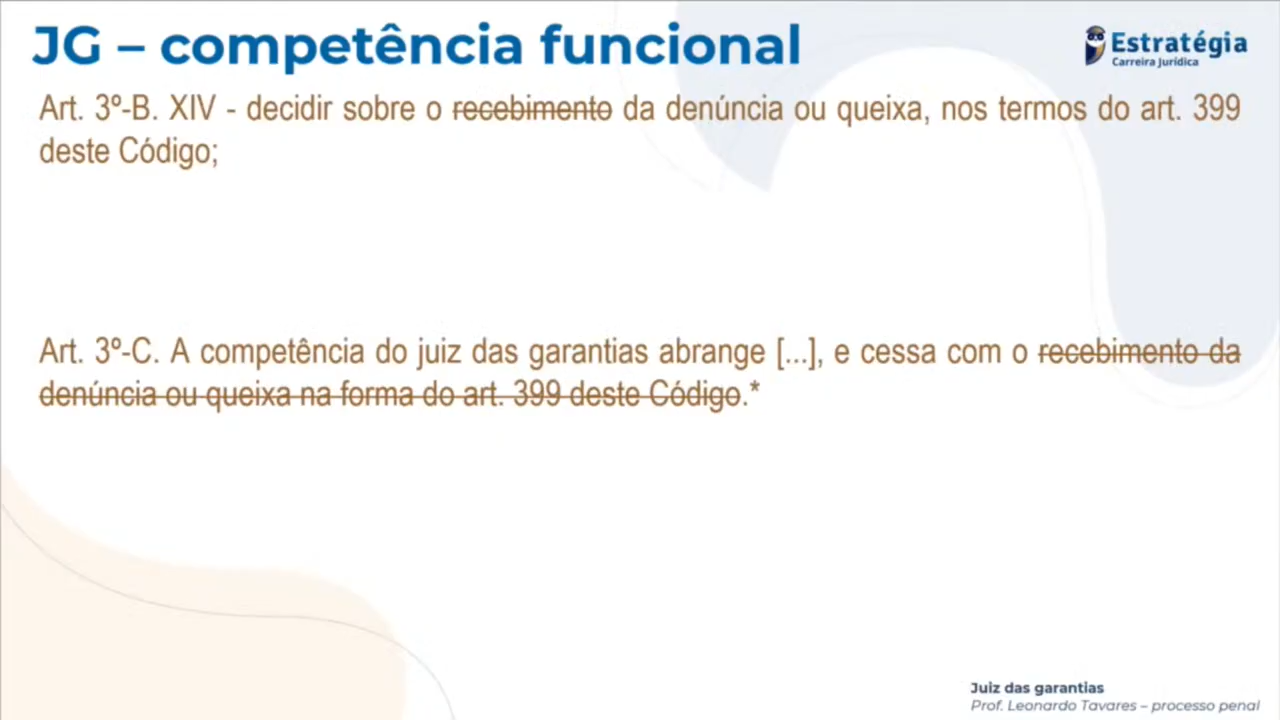 JG – competência funcional
Estratégia
Carreira Jurídica
Art. 3º-B. XIV - decidir sobre o recebimento da denúncia ou queixa, nos termos do art. 399
deste Código;
Art. 3º-C. A competência do juiz das garantias abrange [...], e cessa com o recebimento da
denúncia ou queixa na forma do art. 399 deste Código.*
Juiz das garantias
Prof. Leonardo Tavares – processo penal